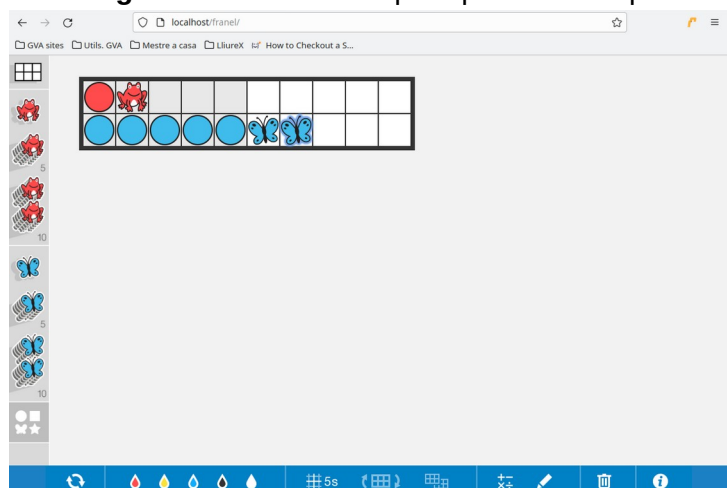 localhost/franel/
GVA sites Utils. GVA Mestre a casa LliureX How to Checkout a S...
5
10
5
10
5s